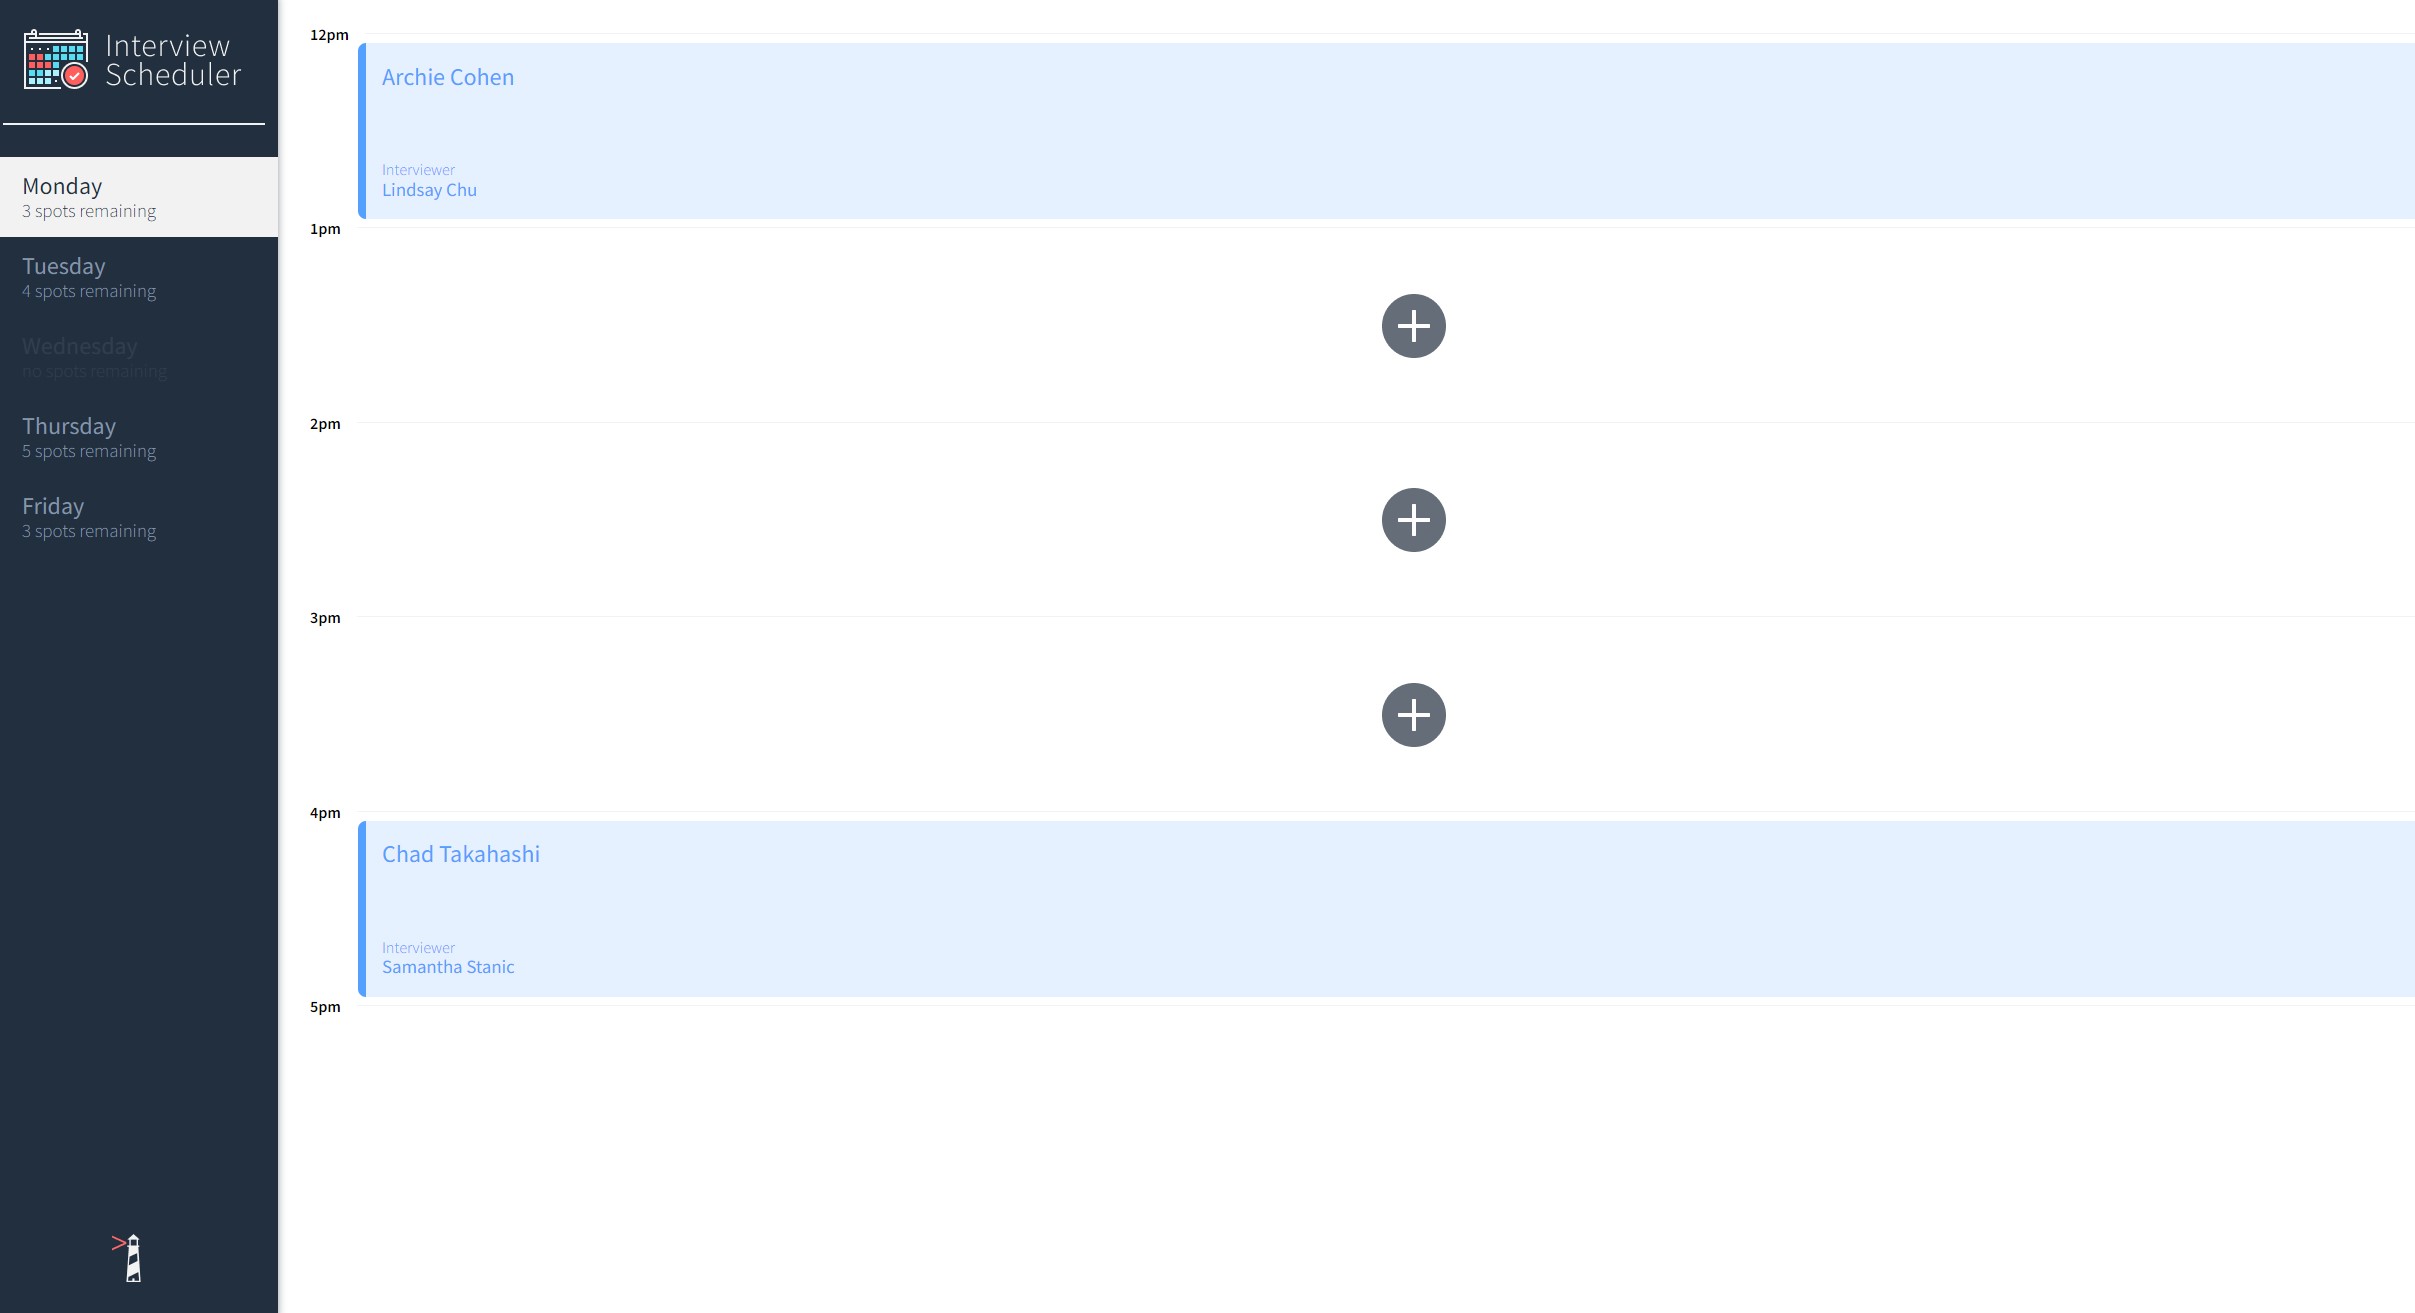 Interview
Scheduler
Monday
3 spots remaining
Tuesday
4 spots remaining
Wednesday
no spots remaining
Thursday
5 spots remaining
Friday
3 spots remaining
12pm
Archie Cohen
Interviewer
Lindsay Chu
1pm
2pm
3pm
4pm
Chad Takahashi
Interviewer
Samantha Stanic
5pm